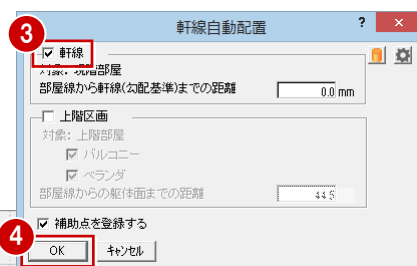 軒線自動配置
?
×
3
軒線
対象: 現階部屋
部屋線から軒線(勾配基準)までの距離
0.0 mm
上階区画
対象: 上階部屋
バルコニー
ベランダ
部屋線からの躯体面までの距離
44.5
補助点を登録する
4
OK
キャンセル